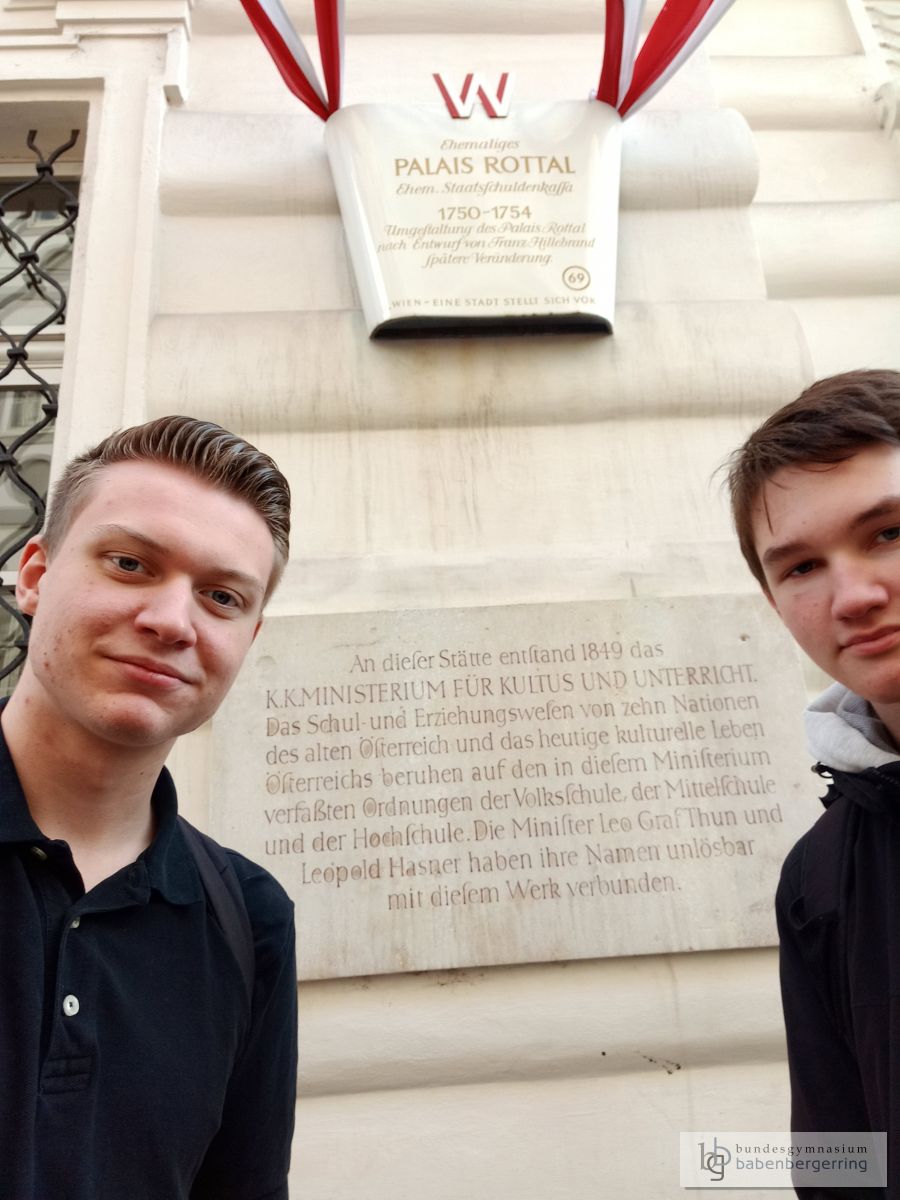 W
Ehemaliges
PALAIS ROTTAL
Ehem. Staatsſchuldenkaſſa
1750-1754
Umgeſtaltung des Palais Rottal
nach Entwurf von Franz Hillebrand
ſpätere Veränderung
69
WIEN - EINE STADT STELLT SICH VOR
An dieſer Stätte entſtand 1849 das
K.K.MINISTERIUM FÜR KULTUS UND UNTERRICHT.
Das Schul- und Erziehungsweſen von zehn Nationen
des alten Öſterreich und das heutige kulturelle Leben
Öſterreichs beruhen auf den in dieſem Miniſterium
verfaßten Ordnungen der Volksſchule, der Mittelſchule
und der Hochſchule. Die Miniſter Leo Graf Thun und
Leopold Hasner haben ihre Namen unlösbar
mit dieſem Werk verbunden.
bg bundesgymnasium
babenbergerring